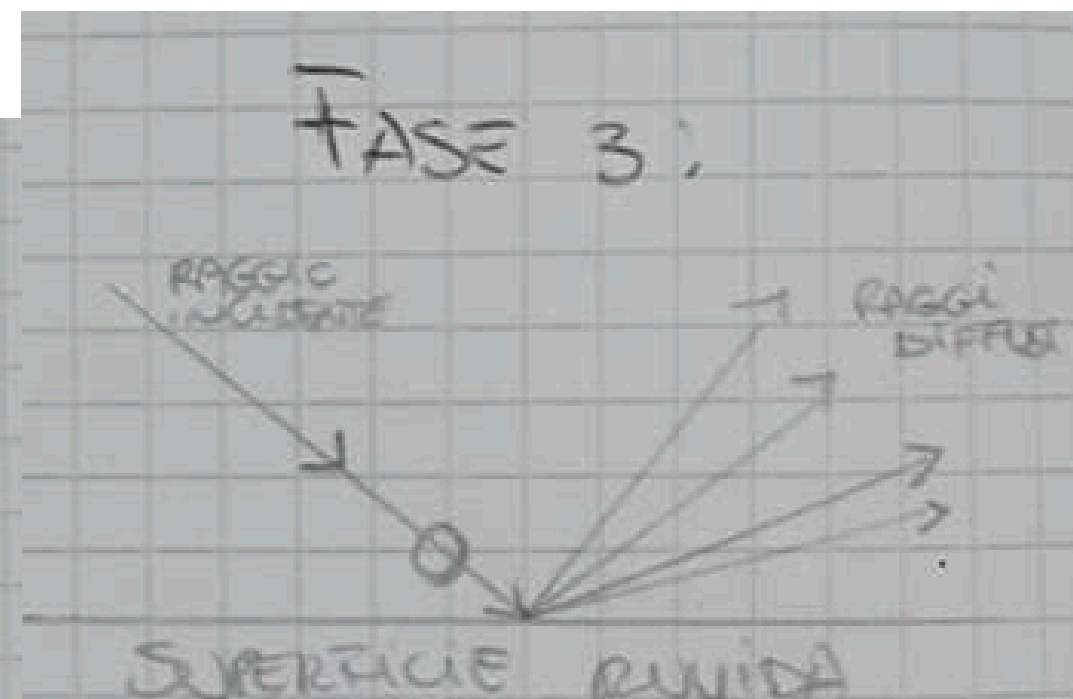 FASE 3:
RAGGIO
INCIDENTE
RAGGI
DIFFUSI
SUPERFICIE RUVIDA